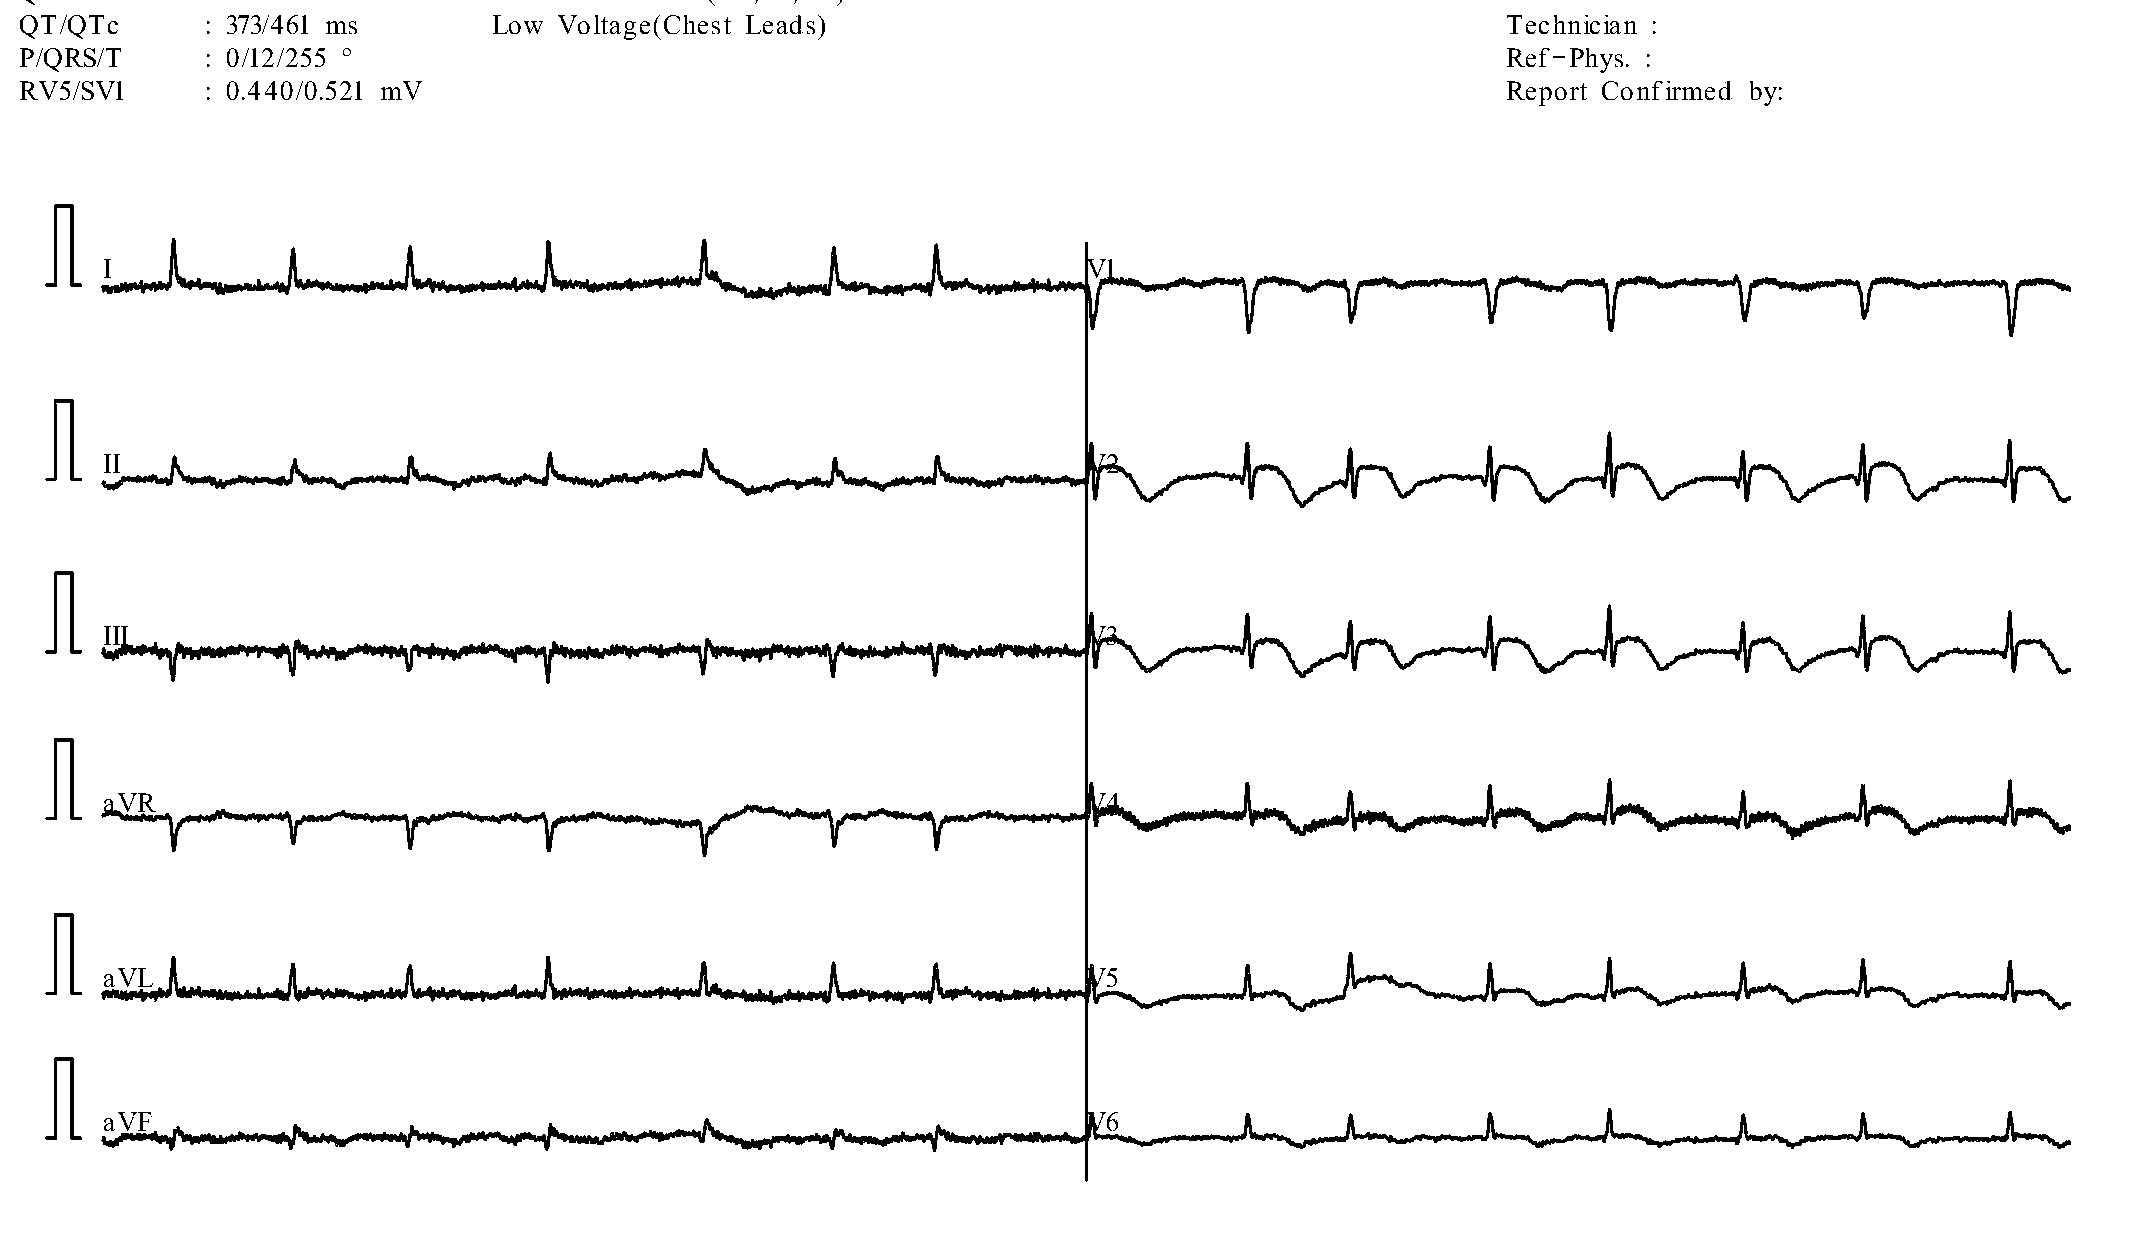 QT/QTc : 373/461 ms Low Voltage(Chest Leads) Technician :
P/QRS/T : 0/12/255 ° Ref-Phys. :
RV5/SV1 : 0.440/0.521 mV Report Confirmed by:
I V1
II V2
III V3
aVR V4
aVL V5
aVF V6